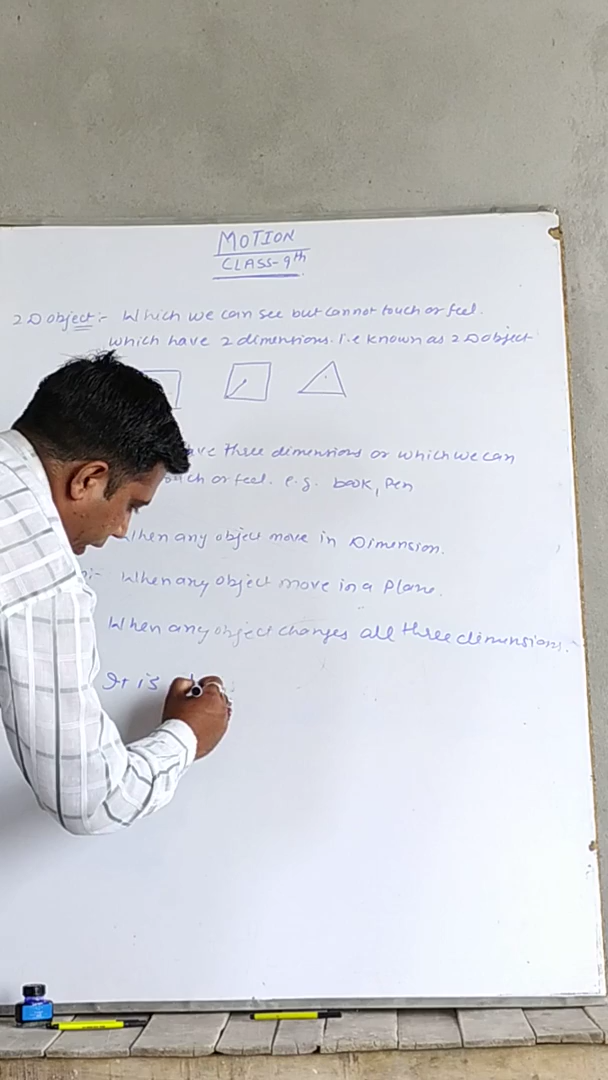 MOTION
CLASS-9th
2D object:- Which we can see but cannot touch or feel.
which have 2 dimensions. i.e known as 2D object
three dimensions or which we can
or feel. e.g. book, Pen
When any object move in Dimension.
When any object move in a Plane.
When any object changes all three dimensions.
It is